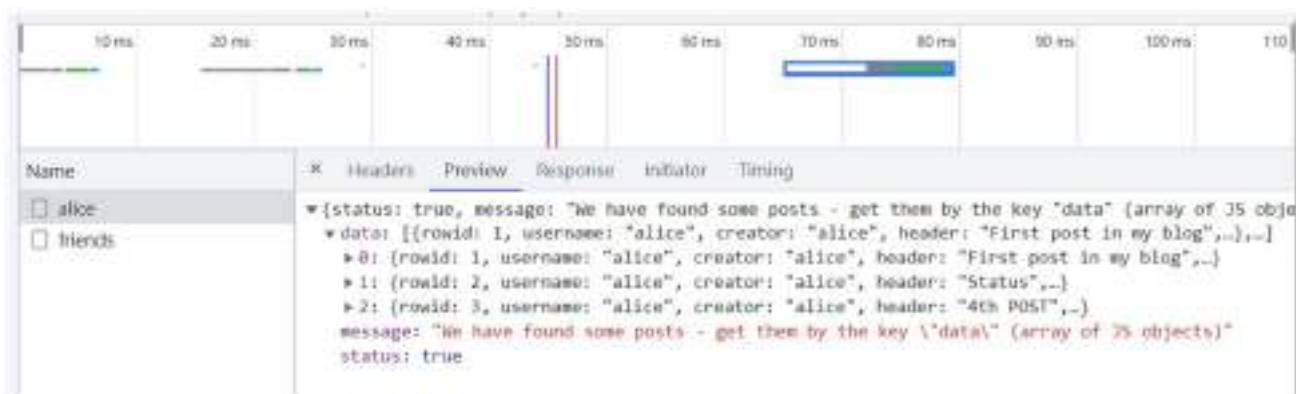 10 ms 20 ms 30 ms 40 ms 50 ms 60 ms 70 ms 80 ms 90 ms 100 ms 110
Name
× Headers Preview Response Initiator Timing
alice
friends
▼{status: true, message: "We have found some posts - get them by the key "data" (array of JS obje
▼data: [{rowid: 1, username: "alice", creator: "alice", header: "First post in my blog",…},…]
▶0: {rowid: 1, username: "alice", creator: "alice", header: "First post in my blog",…}
▶1: {rowid: 2, username: "alice", creator: "alice", header: "Status",…}
▶2: {rowid: 3, username: "alice", creator: "alice", header: "4th POST",…}
message: "We have found some posts - get them by the key \"data\" (array of JS objects)"
status: true